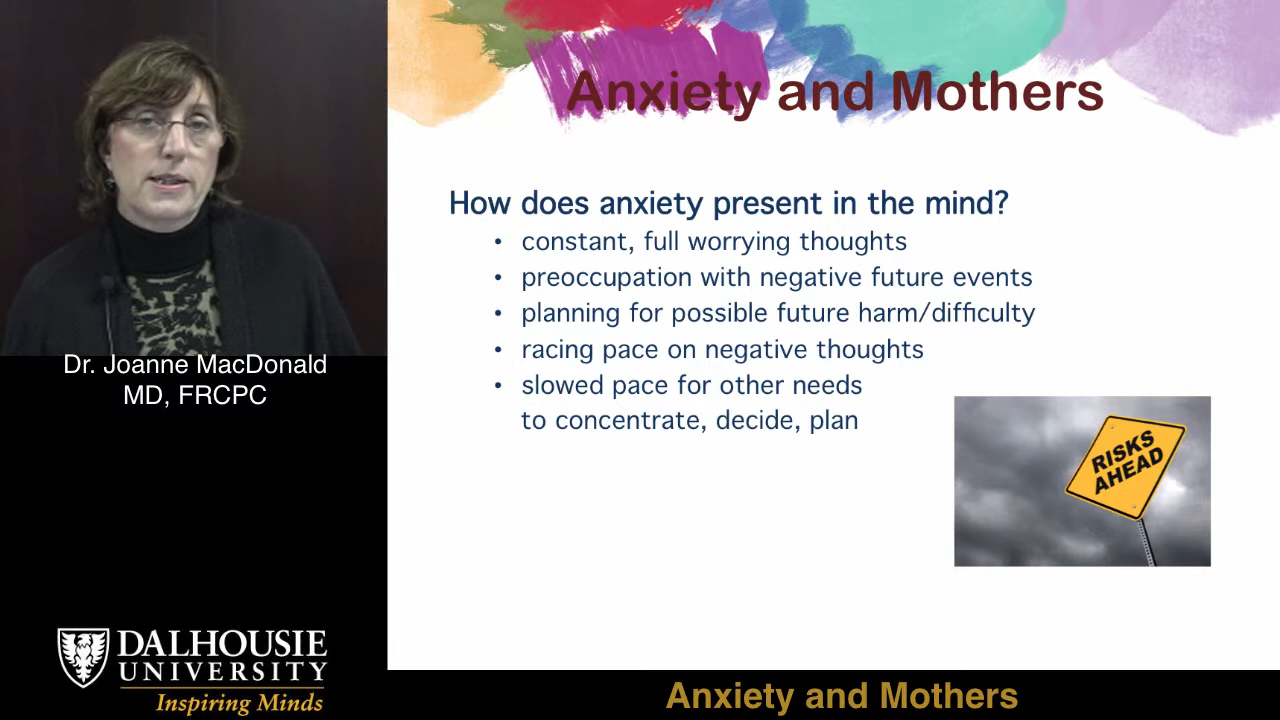 Anxiety and Mothers
How does anxiety present in the mind?
• constant, full worrying thoughts
• preoccupation with negative future events
• planning for possible future harm/difficulty
• racing pace on negative thoughts
• slowed pace for other needs
to concentrate, decide, plan
RISKS
AHEAD
Dr. Joanne MacDonald
MD, FRCPC
DALHOUSIE
UNIVERSITY
Inspiring Minds
Anxiety and Mothers